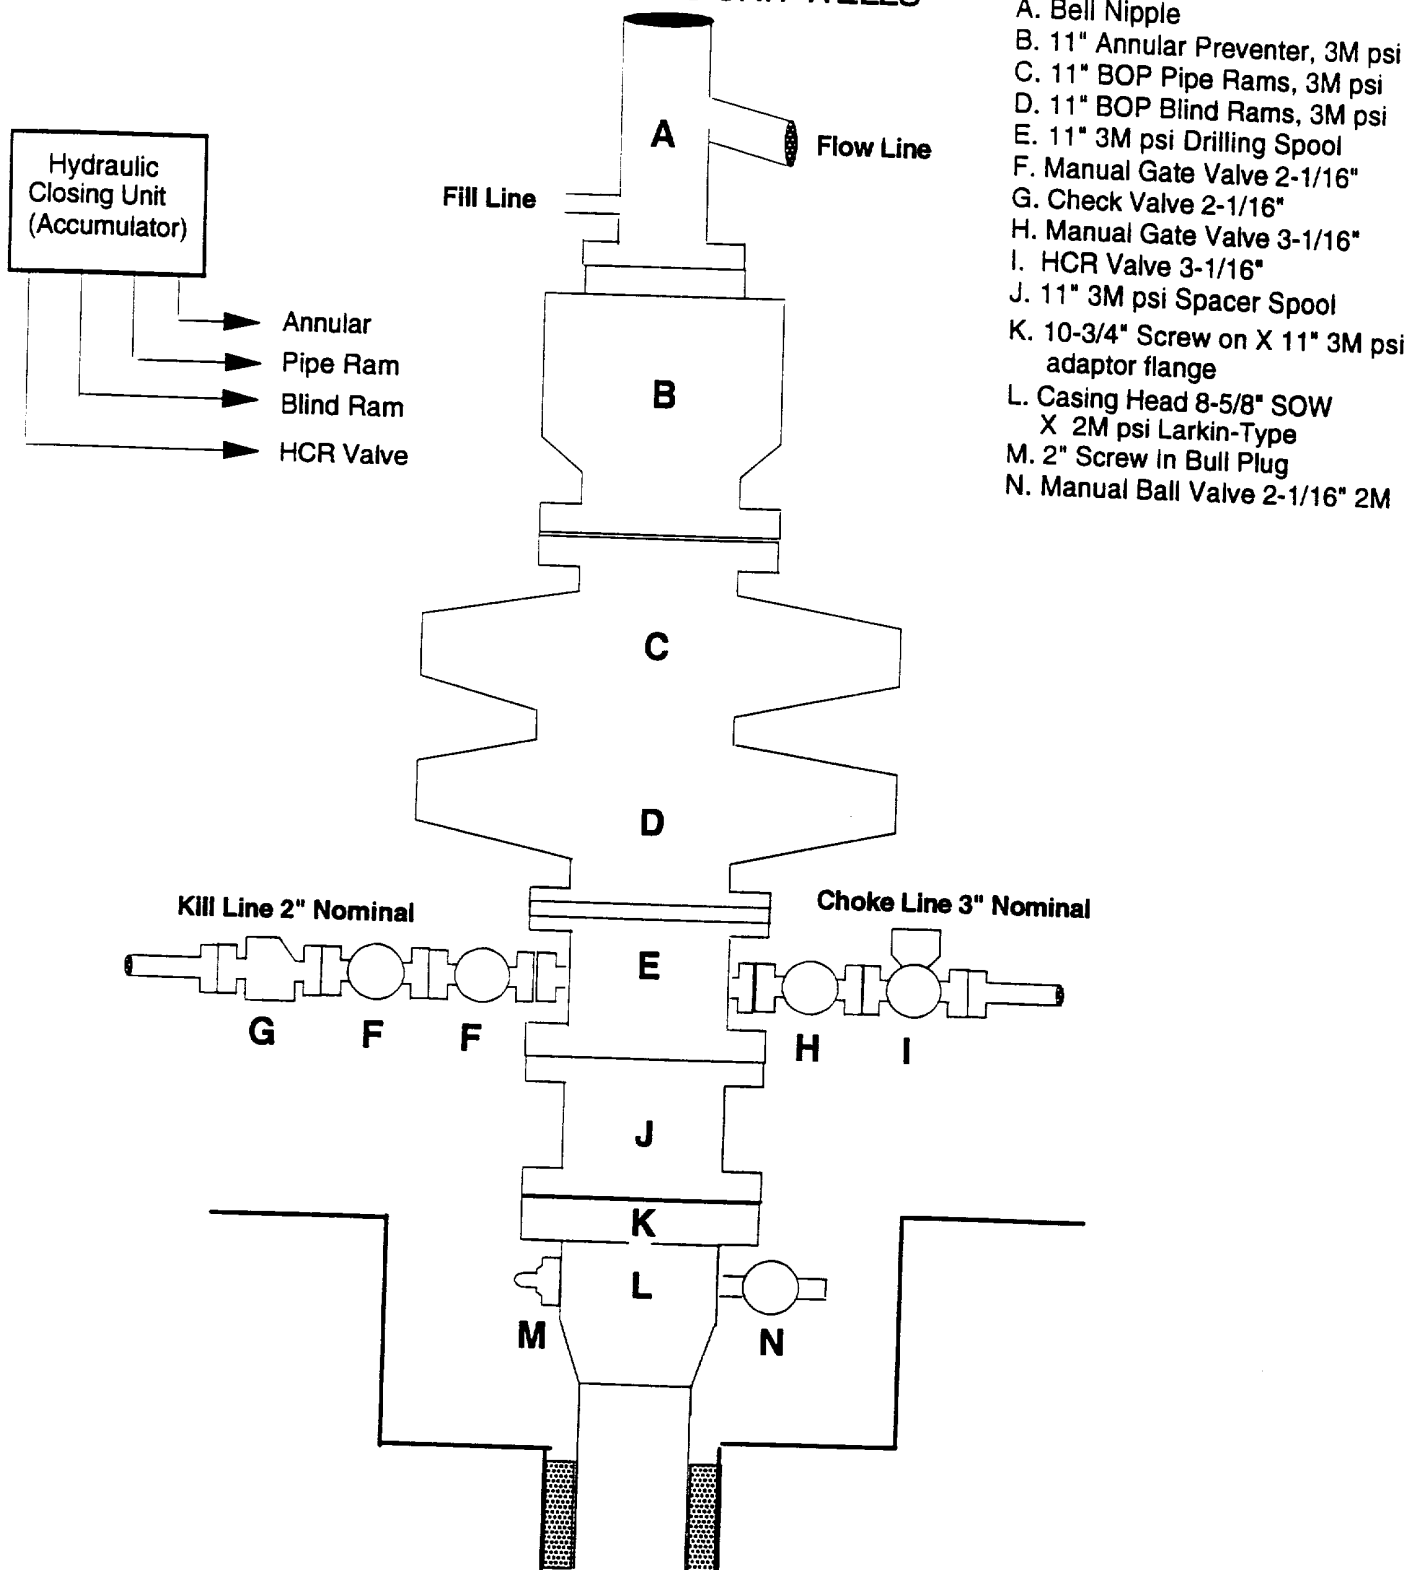 A. Bell Nipple
B. 11" Annular Preventer, 3M psi
C. 11" BOP Pipe Rams, 3M psi
D. 11" BOP Blind Rams, 3M psi
E. 11" 3M psi Drilling Spool
F. Manual Gate Valve 2-1/16"
G. Check Valve 2-1/16"
H. Manual Gate Valve 3-1/16"
I. HCR Valve 3-1/16"
J. 11" 3M psi Spacer Spool
K. 10-3/4" Screw on X 11" 3M psi
adaptor flange
L. Casing Head 8-5/8" SOW
X 2M psi Larkin-Type
M. 2" Screw in Bull Plug
N. Manual Ball Valve 2-1/16" 2M
Hydraulic
Closing Unit
(Accumulator)
Annular
Pipe Ram
Blind Ram
HCR Valve
A
Flow Line
Fill Line
B
C
D
Kill Line 2" Nominal
Choke Line 3" Nominal
E
G
F
F
H
I
J
K
L
M
N